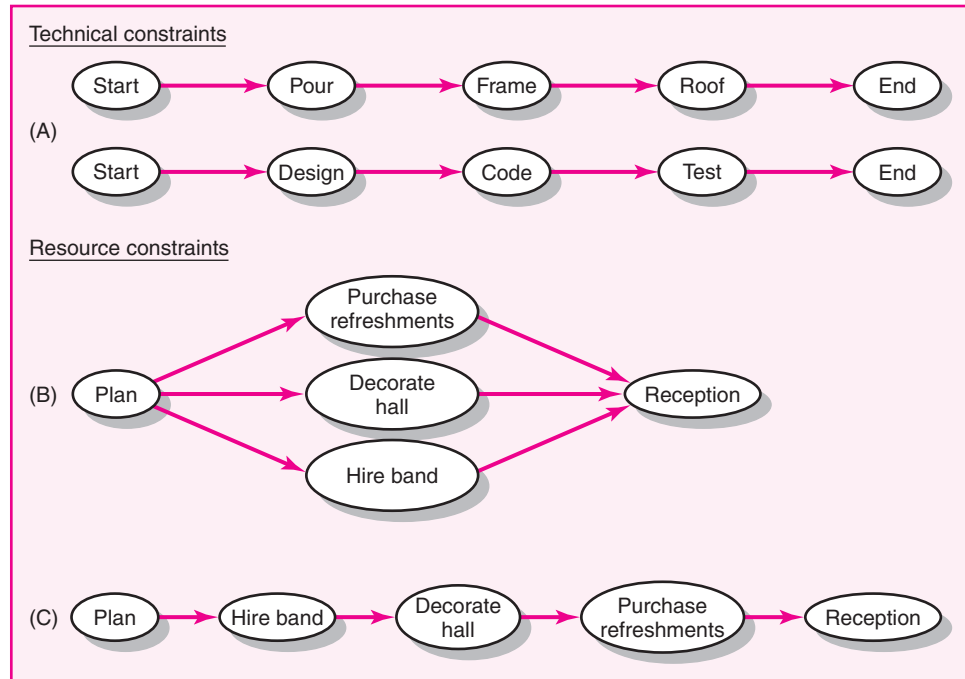 Technical constraints
Start Pour Frame Roof End
(A)
Start Design Code Test End
Resource constraints
Purchase
refreshments
(B) Plan Decorate
hall Reception
Hire band
(C) Plan Hire band Decorate
hall Purchase
refreshments Reception